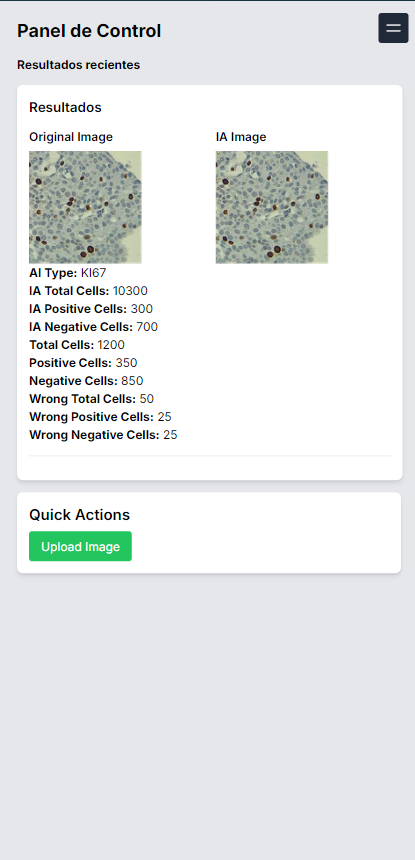 Panel de Control
Resultados recientes
Resultados
Original Image
IA Image
AI Type: KI67
IA Total Cells: 10300
IA Positive Cells: 300
IA Negative Cells: 700
Total Cells: 1200
Positive Cells: 350
Negative Cells: 850
Wrong Total Cells: 50
Wrong Positive Cells: 25
Wrong Negative Cells: 25
Quick Actions
Upload Image